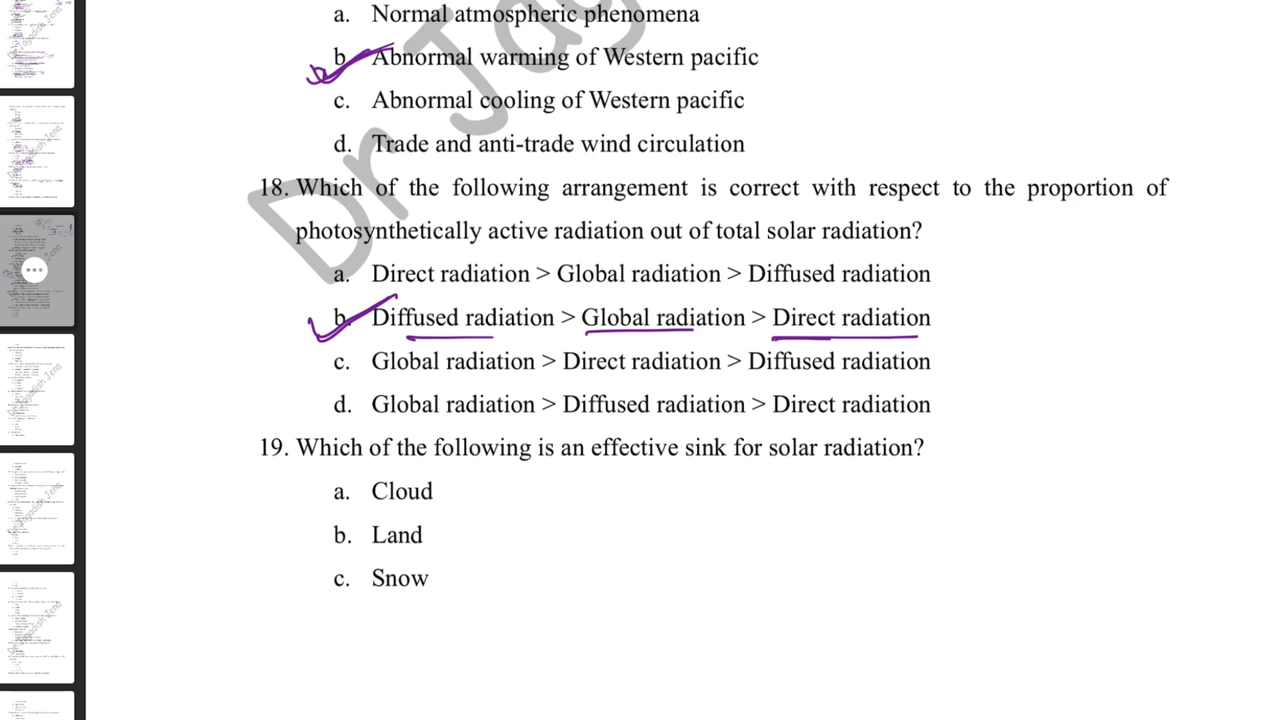 a. Normal atmospheric phenomena
b. Abnormal warming of Western pacific
c. Abnormal cooling of Western pacific
d. Trade and anti-trade wind circulation
18. Which of the following arrangement is correct with respect to the proportion of
photosynthetically active radiation out of total solar radiation?
a. Direct radiation > Global radiation > Diffused radiation
b. Diffused radiation > Global radiation > Direct radiation
c. Global radiation > Direct radiation > Diffused radiation
d. Global radiation > Diffused radiation > Direct radiation
19. Which of the following is an effective sink for solar radiation?
a. Cloud
b. Land
c. Snow
Dr Jag